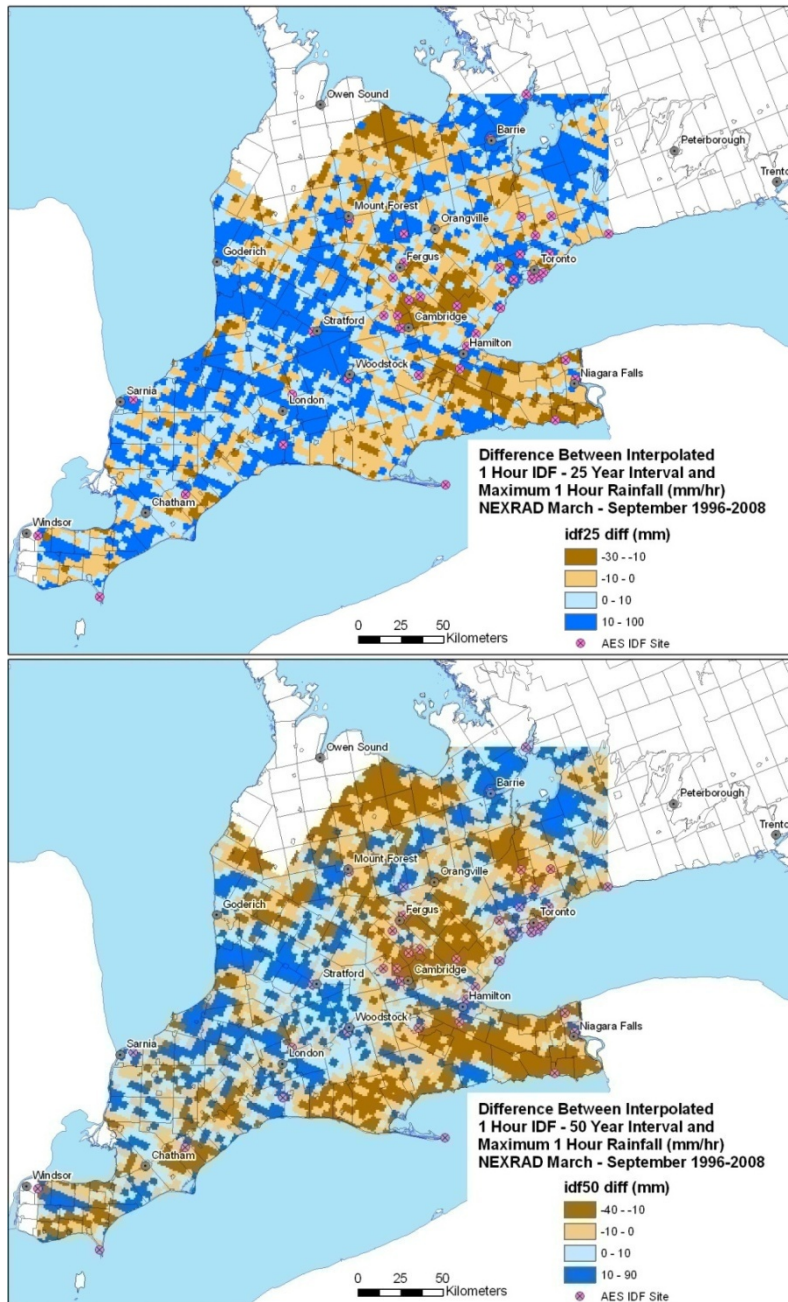 Owen Sound
Barrie
Peterborough
Trento
Mount Forest
Orangville
Goderich
Fergus
Toronto
Stratford
Cambridge
Hamilton
Woodstock
Niagara Falls
Sarnia
London
Chatham
Windsor
Difference Between Interpolated
1 Hour IDF - 25 Year Interval and
Maximum 1 Hour Rainfall (mm/hr)
NEXRAD March - September 1996-2008
idf25 diff (mm)
-30 - -10
-10 - 0
0 - 10
10 - 100
AES IDF Site
0 12.5 25 50
Kilometers
Owen Sound
Barrie
Peterborough
Trento
Mount Forest
Orangville
Goderich
Fergus
Toronto
Stratford
Cambridge
Hamilton
Woodstock
Niagara Falls
Sarnia
London
Chatham
Windsor
Difference Between Interpolated
1 Hour IDF - 50 Year Interval and
Maximum 1 Hour Rainfall (mm/hr)
NEXRAD March - September 1996-2008
idf50 diff (mm)
-40 - -10
-10 - 0
0 - 10
10 - 90
AES IDF Site
0 12.5 25 50
Kilometers